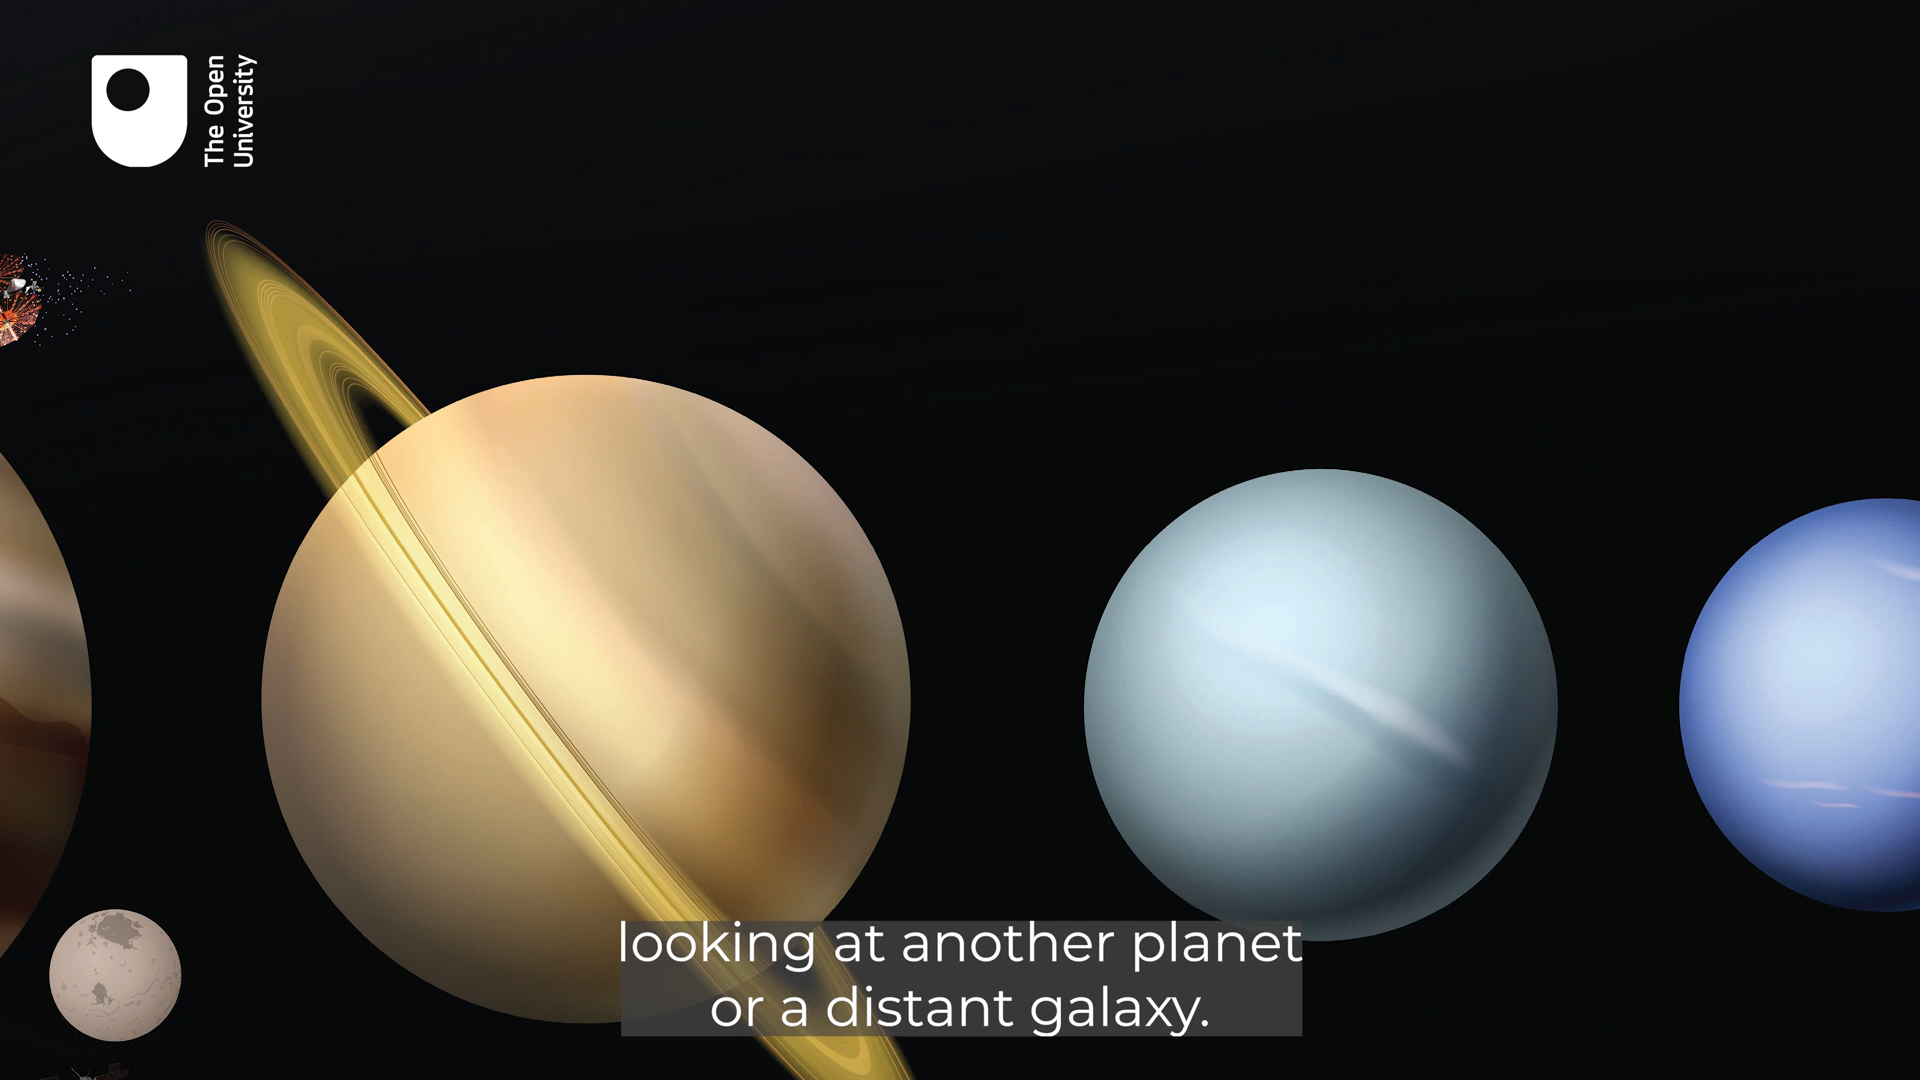 The Open
University
looking at another planet
or a distant galaxy.